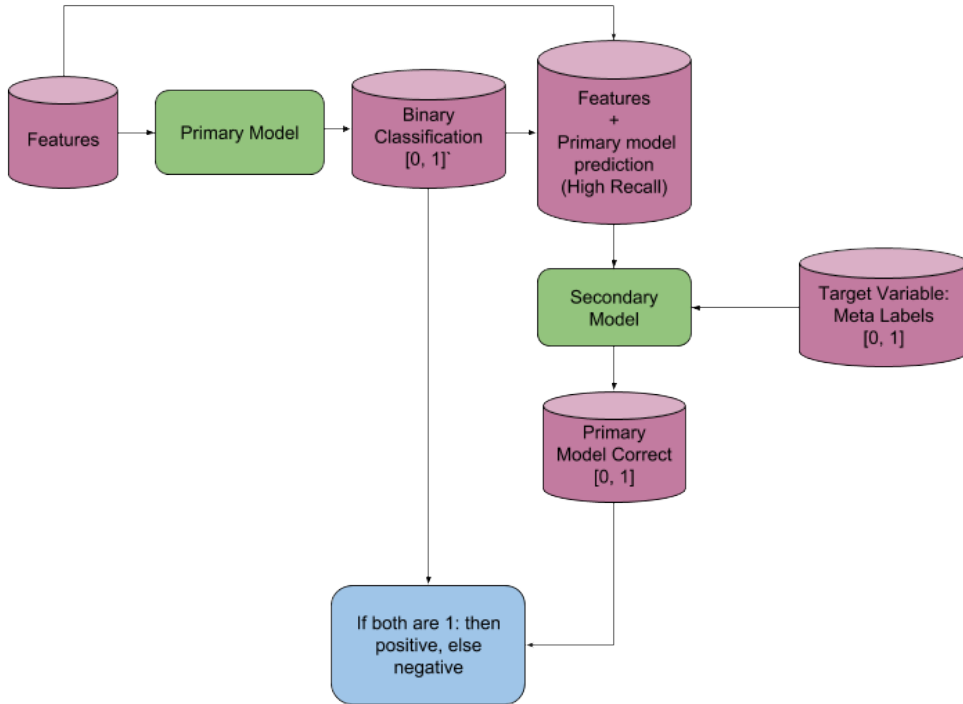 Features
Primary Model
Binary
Classification
[0, 1]`
Features
+
Primary model
prediction
(High Recall)
Secondary
Model
Target Variable:
Meta Labels
[0, 1]
Primary
Model Correct
[0, 1]
If both are 1: then
positive, else
negative